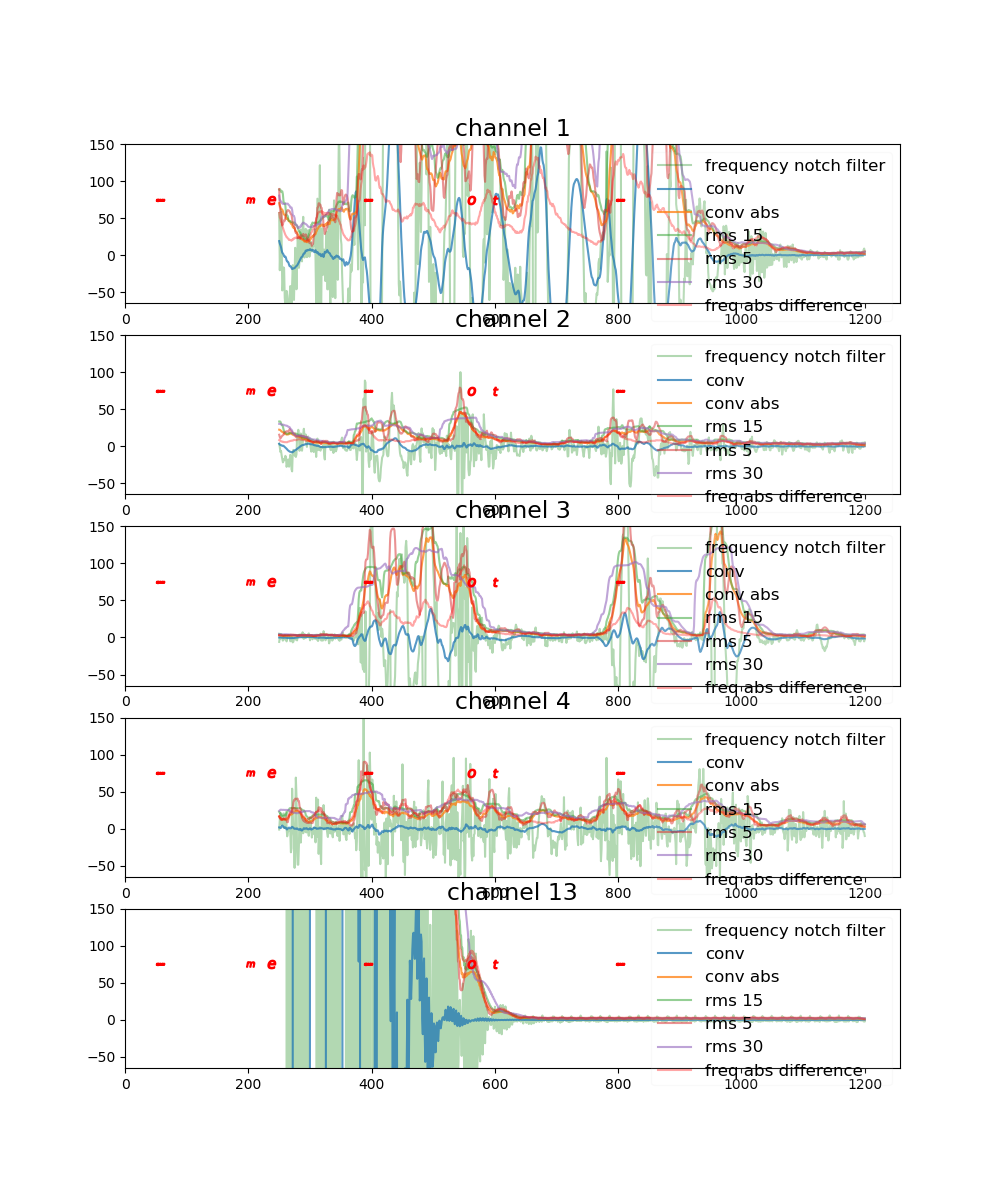 channel 1
150
100
50
0
−50
- m e - o t -
frequency notch filter
conv
conv abs
rms 15
rms 5
rms 30
freq abs difference
0 200 400 600 800 1000 1200
channel 2
150
100
50
0
−50
- m e - o t -
frequency notch filter
conv
conv abs
rms 15
rms 5
rms 30
freq abs difference
0 200 400 600 800 1000 1200
channel 3
150
100
50
0
−50
- m e - o t -
frequency notch filter
conv
conv abs
rms 15
rms 5
rms 30
freq abs difference
0 200 400 600 800 1000 1200
channel 4
150
100
50
0
−50
- m e - o t -
frequency notch filter
conv
conv abs
rms 15
rms 5
rms 30
freq abs difference
0 200 400 600 800 1000 1200
channel 13
150
100
50
0
−50
- m e - o t -
frequency notch filter
conv
conv abs
rms 15
rms 5
rms 30
freq abs difference
0 200 400 600 800 1000 1200